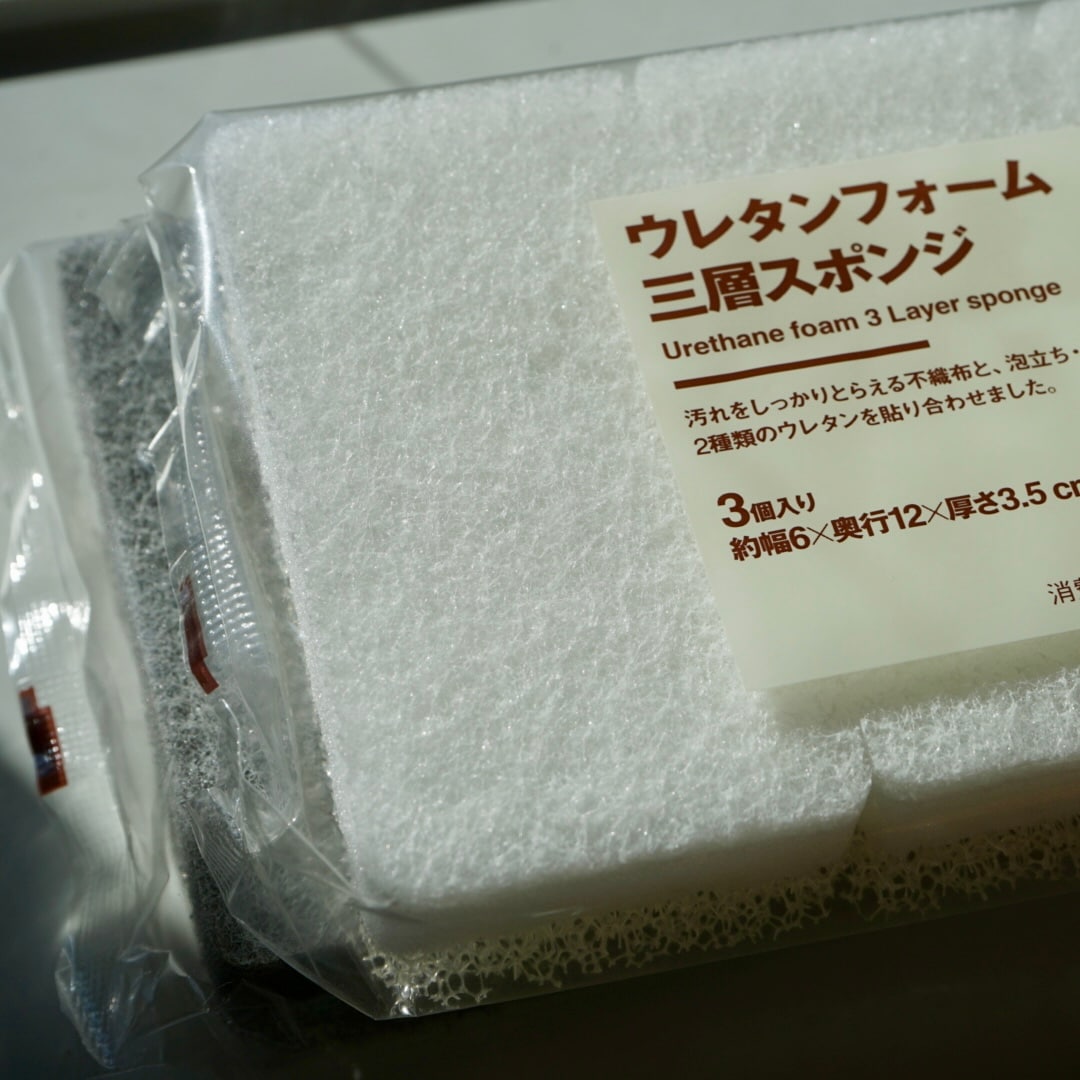 ウレタンフォーム
三層スポンジ
Urethane foam 3 Layer sponge
汚れをしっかりとらえる不織布と、泡立ち・
2種類のウレタンを貼り合わせました。
3個入り
約幅6×奥行12×厚さ3.5 cm
消費